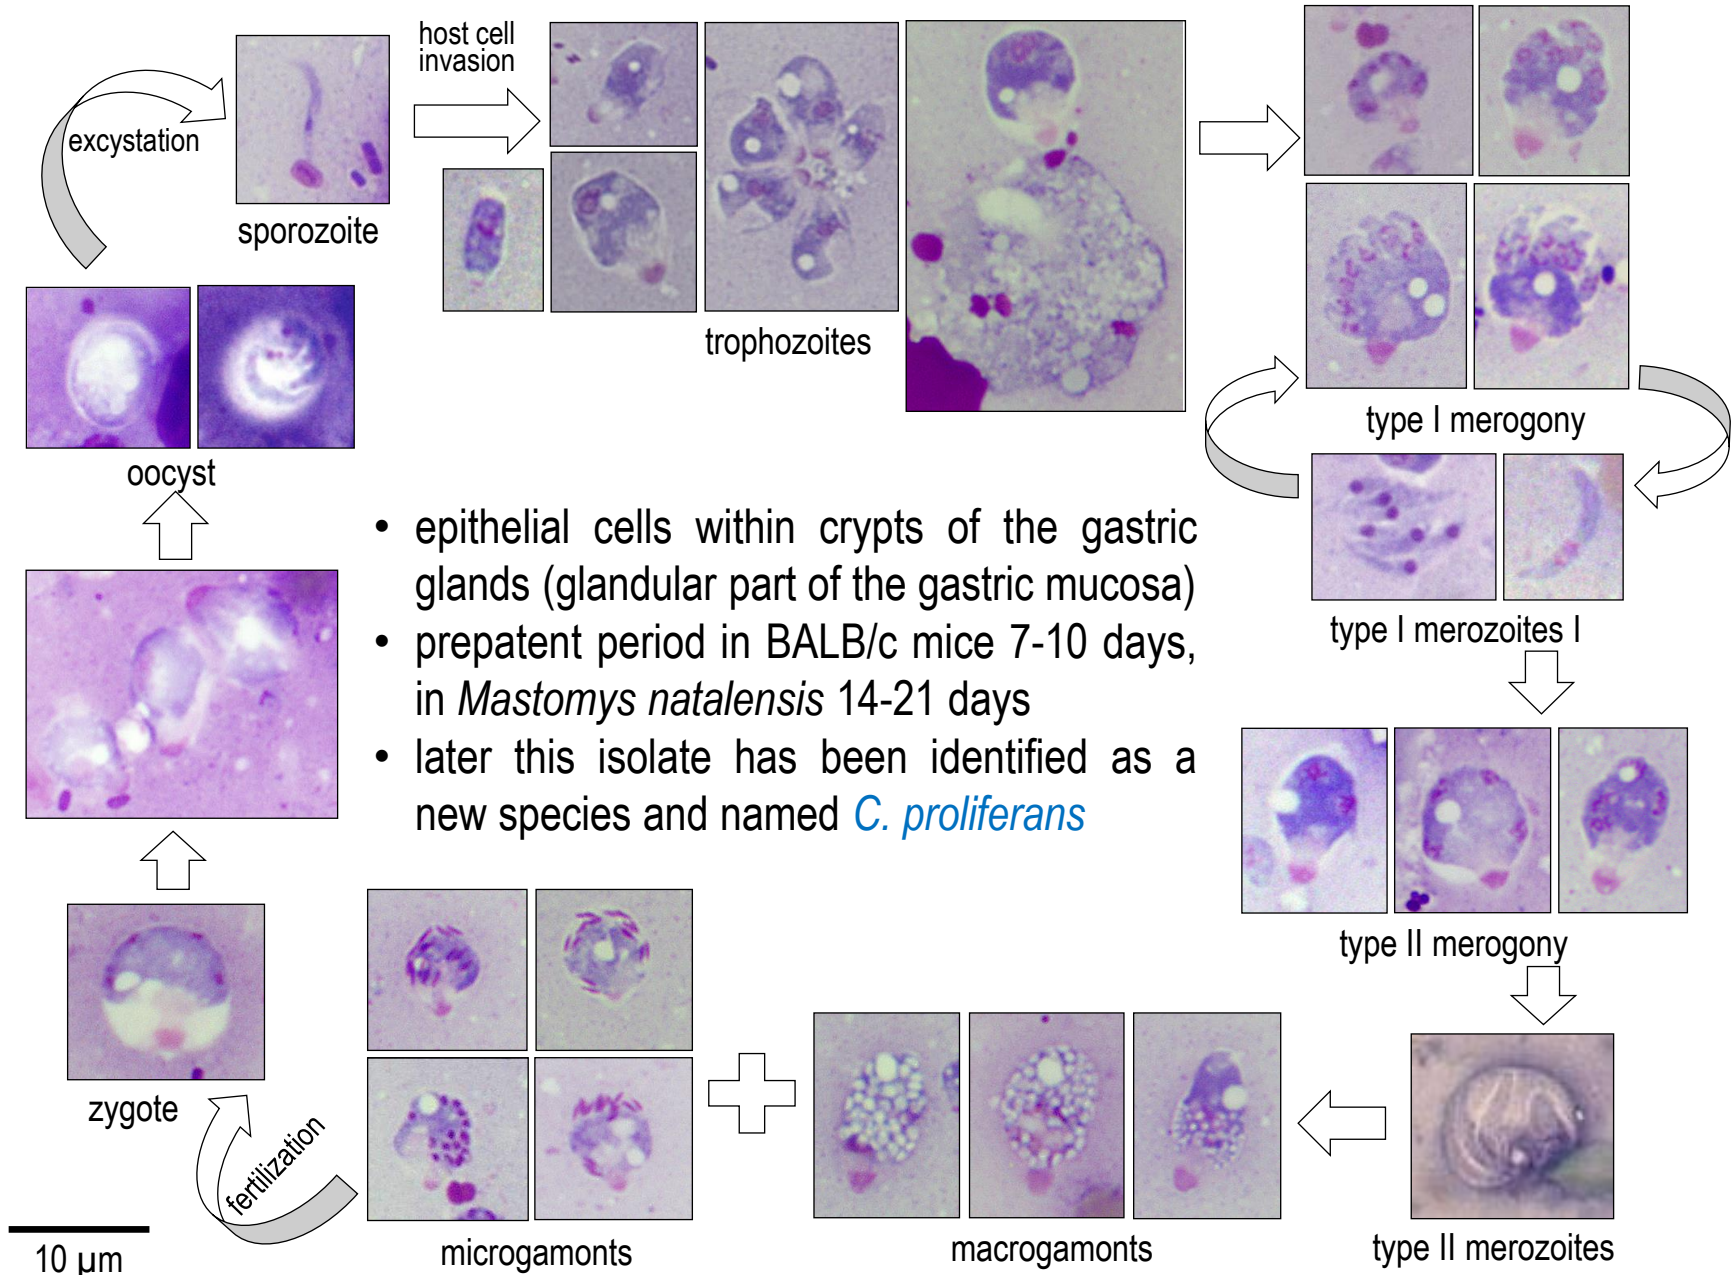 host cell
invasion
excystation
sporozoite
trophozoites
type I merogony
oocyst
• epithelial cells within crypts of the gastric
glands (glandular part of the gastric mucosa)
• prepatent period in BALB/c mice 7-10 days,
in Mastomys natalensis 14-21 days
• later this isolate has been identified as a
new species and named C. proliferans
type I merozoites I
type II merogony
zygote
fertilization
microgamonts
macrogamonts
type II merozoites
10 µm